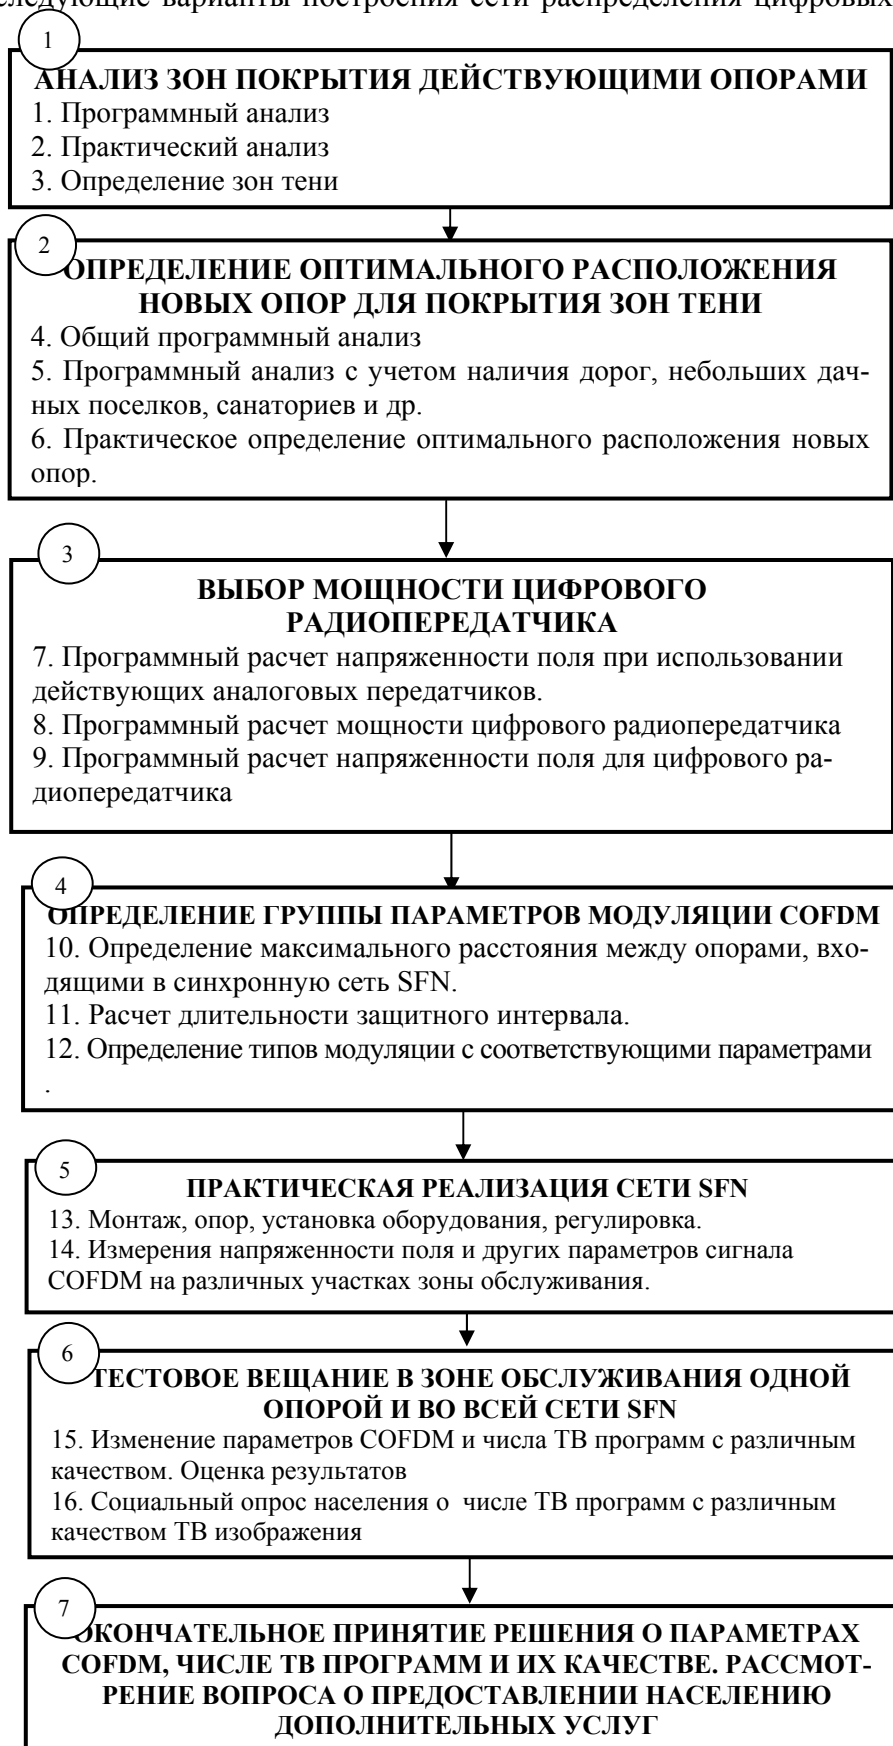 следующие варианты построения сети распределения цифровых
1
АНАЛИЗ ЗОН ПОКРЫТИЯ ДЕЙСТВУЮЩИМИ ОПОРАМИ
1. Программный анализ
2. Практический анализ
3. Определение зон тени
2
ОПРЕДЕЛЕНИЕ ОПТИМАЛЬНОГО РАСПОЛОЖЕНИЯ
НОВЫХ ОПОР ДЛЯ ПОКРЫТИЯ ЗОН ТЕНИ
4. Общий программный анализ
5. Программный анализ с учетом наличия дорог, небольших дач-
ных поселков, санаториев и др.
6. Практическое определение оптимального расположения новых
опор.
3
ВЫБОР МОЩНОСТИ ЦИФРОВОГО
РАДИОПЕРЕДАТЧИКА
7. Программный расчет напряженности поля при использовании
действующих аналоговых передатчиков.
8. Программный расчет мощности цифрового радиопередатчика
9. Программный расчет напряженности поля для цифрового ра-
диопередатчика
4
ОПРЕДЕЛЕНИЕ ГРУППЫ ПАРАМЕТРОВ МОДУЛЯЦИИ COFDM
10. Определение максимального расстояния между опорами, вхо-
дящими в синхронную сеть SFN.
11. Расчет длительности защитного интервала.
12. Определение типов модуляции с соответствующими параметрами
.
5
ПРАКТИЧЕСКАЯ РЕАЛИЗАЦИЯ СЕТИ SFN
13. Монтаж, опор, установка оборудования, регулировка.
14. Измерения напряженности поля и других параметров сигнала
COFDM на различных участках зоны обслуживания.
6
ТЕСТОВОЕ ВЕЩАНИЕ В ЗОНЕ ОБСЛУЖИВАНИЯ ОДНОЙ
ОПОРОЙ И ВО ВСЕЙ СЕТИ SFN
15. Изменение параметров COFDM и числа ТВ программ с различным
качеством. Оценка результатов
16. Социальный опрос населения о числе ТВ программ с различным
качеством ТВ изображения
7
ОКОНЧАТЕЛЬНОЕ ПРИНЯТИЕ РЕШЕНИЯ О ПАРАМЕТРАХ
COFDM, ЧИСЛЕ ТВ ПРОГРАММ И ИХ КАЧЕСТВЕ. РАССМОТ-
РЕНИЕ ВОПРОСА О ПРЕДОСТАВЛЕНИИ НАСЕЛЕНИЮ
ДОПОЛНИТЕЛЬНЫХ УСЛУГ